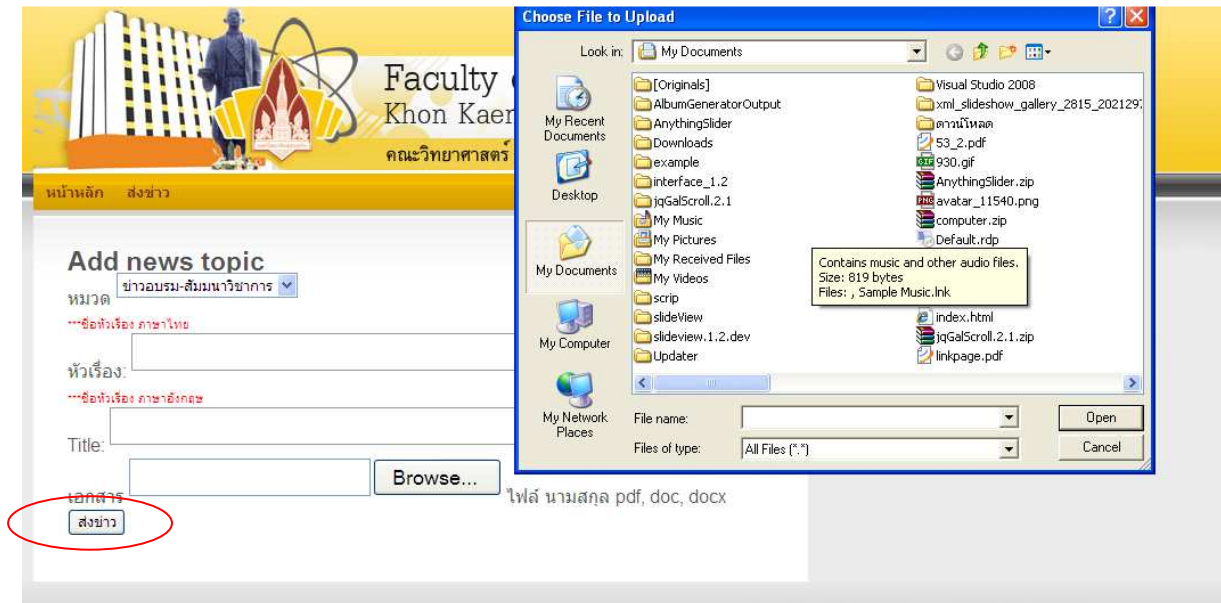 Faculty
Khon Kaen
คณะวิทยาศาสตร์
หน้าหลัก ส่งข่าว
Add news topic
หมวด ข่าวอบรม-สัมมนาวิชาการ
***ชื่อหัวเรื่อง ภาษาไทย
หัวเรื่อง:
***ชื่อหัวเรื่อง ภาษาอังกฤษ
Title:
เอกสาร Browse... ไฟล์ นามสกุล pdf, doc, docx
ส่งข่าว
Choose File to Upload
Look in: My Documents
My Recent Documents
Desktop
My Documents
My Computer
My Network Places
[Originals]
AlbumGeneratorOutput
AnythingSlider
Downloads
example
interface_1.2
jqGalScroll.2.1
My Music
My Pictures
My Received Files
My Videos
scrip
slideView
slideview.1.2.dev
Updater
Visual Studio 2008
xml_slideshow_gallery_2815_2021297
ดาวน์โหลด
53_2.pdf
930.gif
AnythingSlider.zip
avatar_11540.png
computer.zip
Default.rdp
Contains music and other audio files.
Size: 819 bytes
Files: , Sample Music.lnk
index.html
jqGalScroll.2.1.zip
linkpage.pdf
File name: Open
Files of type: All Files (*.*) Cancel